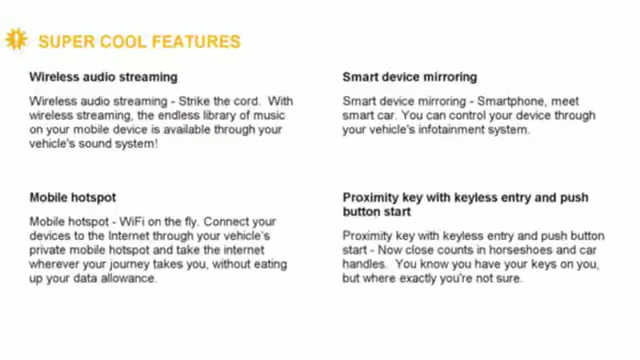 SUPER COOL FEATURES
Wireless audio streaming
Wireless audio streaming - Strike the cord. With
wireless streaming, the endless library of music
on your mobile device is available through your
vehicle's sound system!
Smart device mirroring
Smart device mirroring - Smartphone, meet
smart car. You can control your device through
your vehicle's infotainment system.
Mobile hotspot
Mobile hotspot - WiFi on the fly. Connect your
devices to the Internet through your vehicle's
private mobile hotspot and take the internet
wherever your journey takes you, without eating
up your data allowance.
Proximity key with keyless entry and push
button start
Proximity key with keyless entry and push button
start - Now close counts in horseshoes and car
handles. You know you have your keys on you,
but where exactly you're not sure.